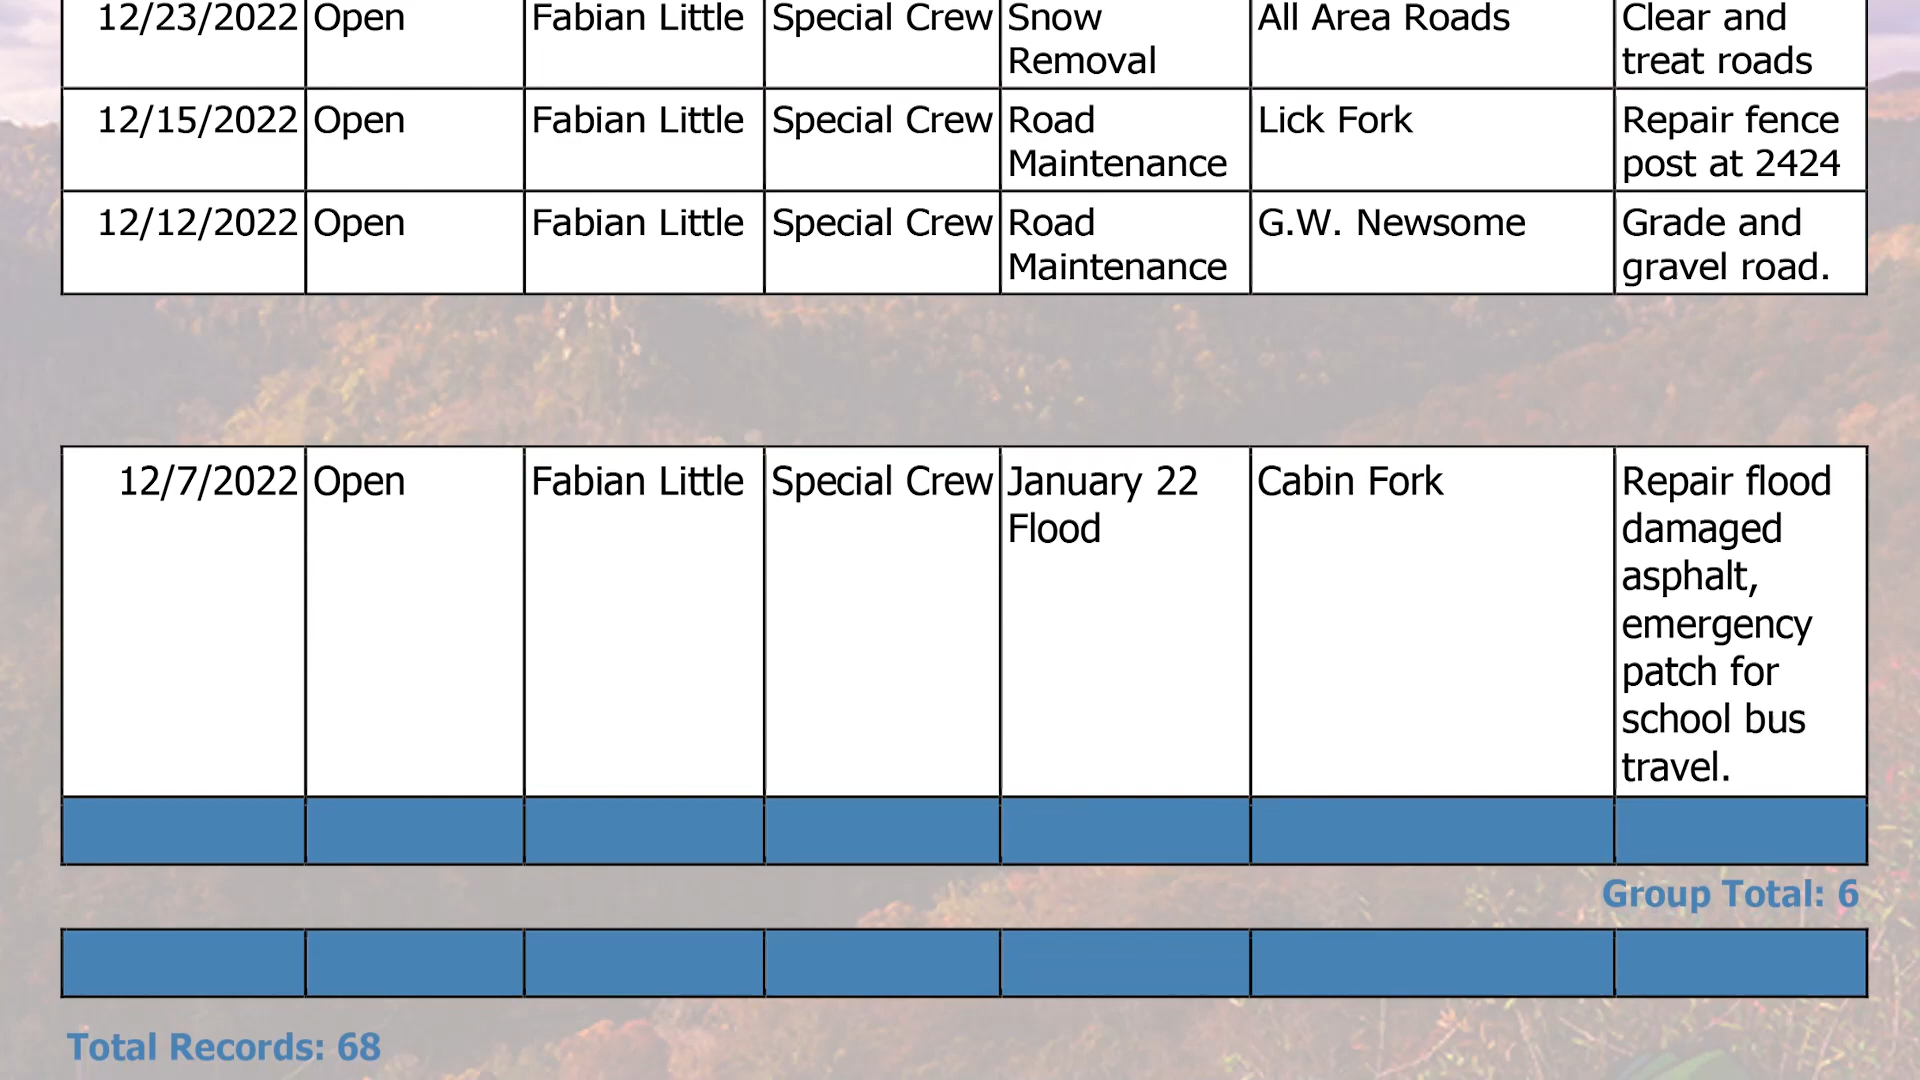 12/23/2022 Open Fabian Little Special Crew Snow Removal All Area Roads Clear and treat roads
12/15/2022 Open Fabian Little Special Crew Road Maintenance Lick Fork Repair fence post at 2424
12/12/2022 Open Fabian Little Special Crew Road Maintenance G.W. Newsome Grade and gravel road.
12/7/2022 Open Fabian Little Special Crew January 22 Flood Cabin Fork Repair flood damaged asphalt, emergency patch for school bus travel.
Group Total: 6
Total Records: 68